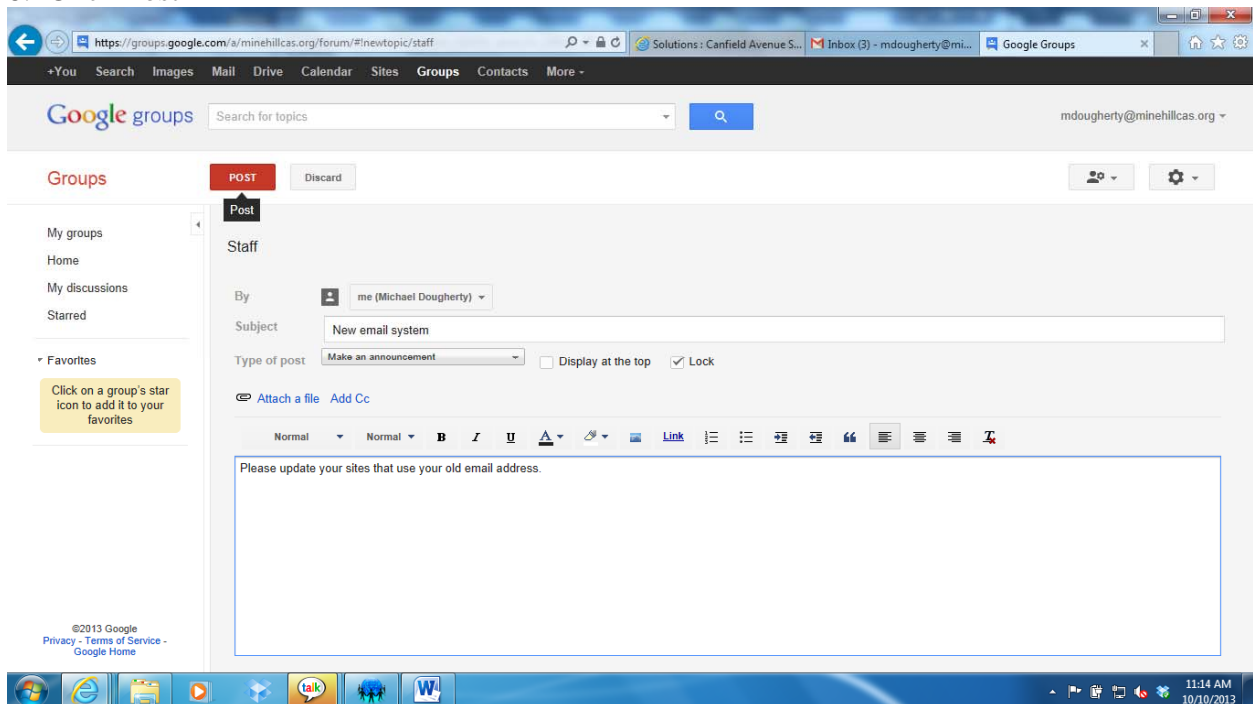 https://groups.google.com/a/minehillcas.org/forum/#!newtopic/staff
Solutions : Canfield Avenue S...
Inbox (3) - mdougherty@mi...
Google Groups
+You Search Images Mail Drive Calendar Sites Groups Contacts More
Google groups
Search for topics
mdougherty@minehillcas.org
Groups
POST
Discard
Post
My groups
Home
My discussions
Starred
Favorites
Click on a group's star
icon to add it to your
favorites
©2013 Google
Privacy - Terms of Service -
Google Home
Staff
By me (Michael Dougherty)
Subject New email system
Type of post Make an announcement Display at the top Lock
Attach a file Add Cc
Normal Normal B I U A Link
Please update your sites that use your old email address.
talk
W
11:14 AM
10/10/2013